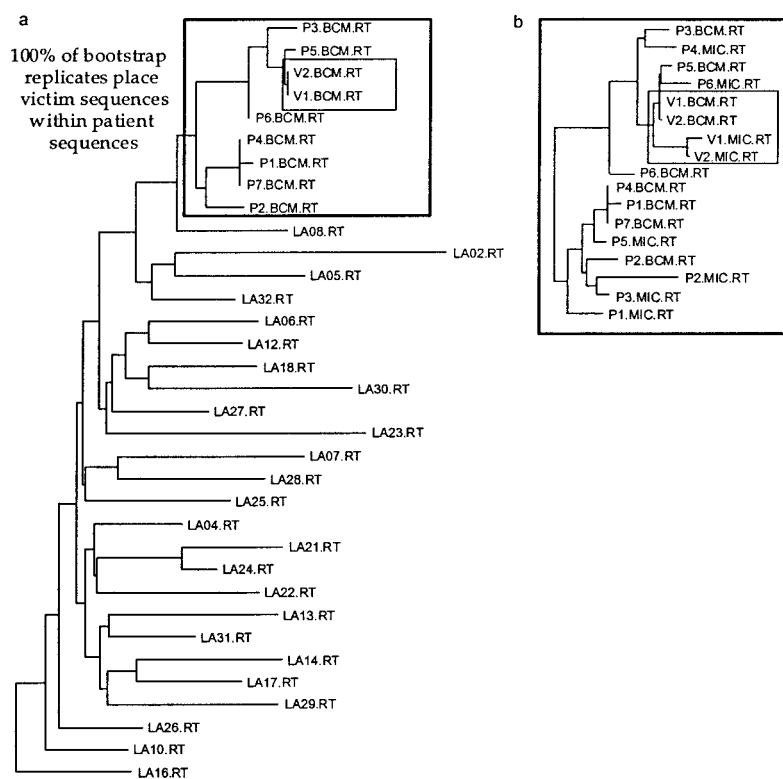 a
100% of bootstrap
replicates place
victim sequences
within patient
sequences
P3.BCM.RT
P5.BCM.RT
V2.BCM.RT
V1.BCM.RT
P6.BCM.RT
P4.BCM.RT
P1.BCM.RT
P7.BCM.RT
P2.BCM.RT
LA08.RT
LA02.RT
LA05.RT
LA32.RT
LA06.RT
LA12.RT
LA18.RT
LA30.RT
LA27.RT
LA23.RT
LA07.RT
LA28.RT
LA25.RT
LA04.RT
LA21.RT
LA24.RT
LA22.RT
LA13.RT
LA31.RT
LA14.RT
LA17.RT
LA29.RT
LA26.RT
LA10.RT
LA16.RT
b
P3.BCM.RT
P4.MIC.RT
P5.BCM.RT
P6.MIC.RT
V1.BCM.RT
V2.BCM.RT
V1.MIC.RT
V2.MIC.RT
P6.BCM.RT
P4.BCM.RT
P1.BCM.RT
P7.BCM.RT
P5.MIC.RT
P2.BCM.RT
P2.MIC.RT
P3.MIC.RT
P1.MIC.RT